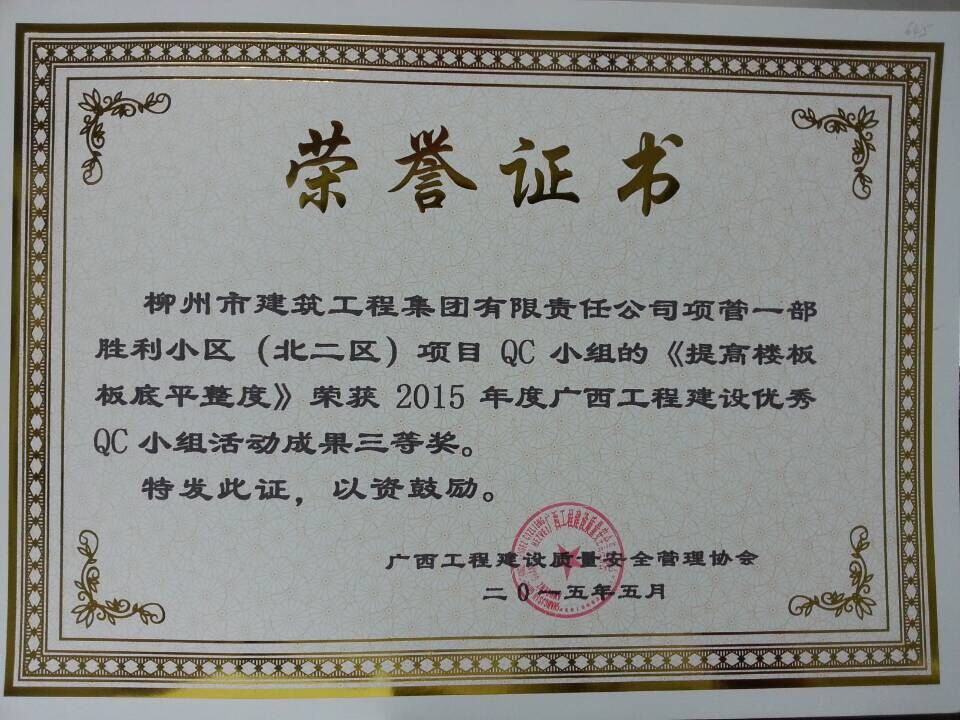 荣誉证书
柳州市建筑工程集团有限责任公司项管一部
胜利小区（北二区）项目 QC 小组的《提高楼板
板底平整度》荣获 2015 年度广西工程建设优秀
QC 小组活动成果三等奖。
特发此证，以资鼓励。
广西工程建设质量安全管理协会
二0一五年五月